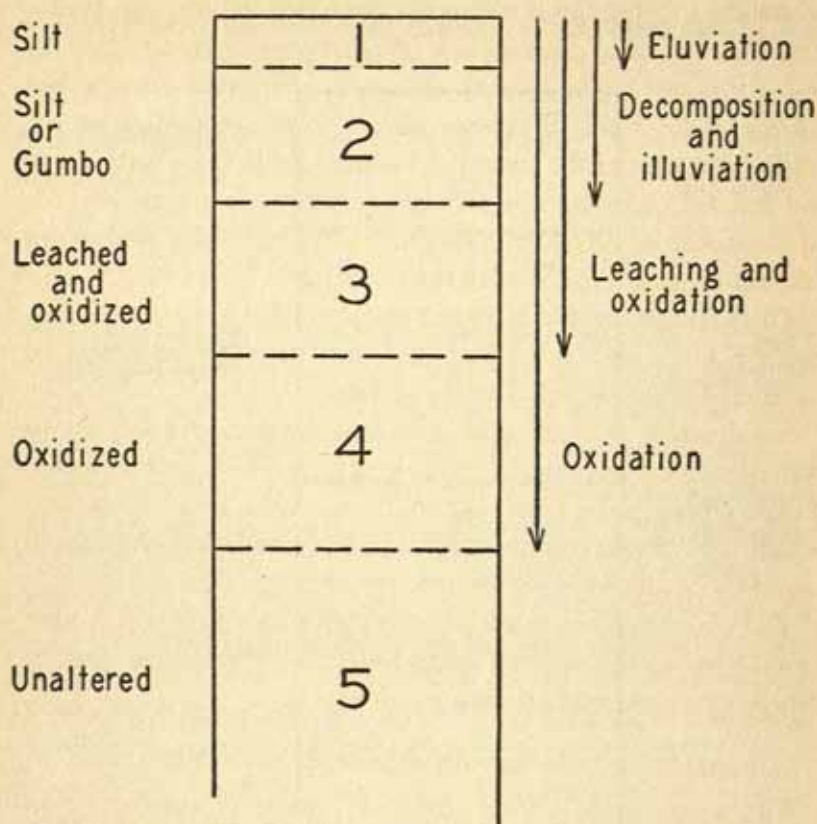 Silt
1
Eluviation
Silt
or
Gumbo
2
Decomposition
and
illuviation
Leached
and
oxidized
3
Leaching and
oxidation
Oxidized
4
Oxidation
Unaltered
5